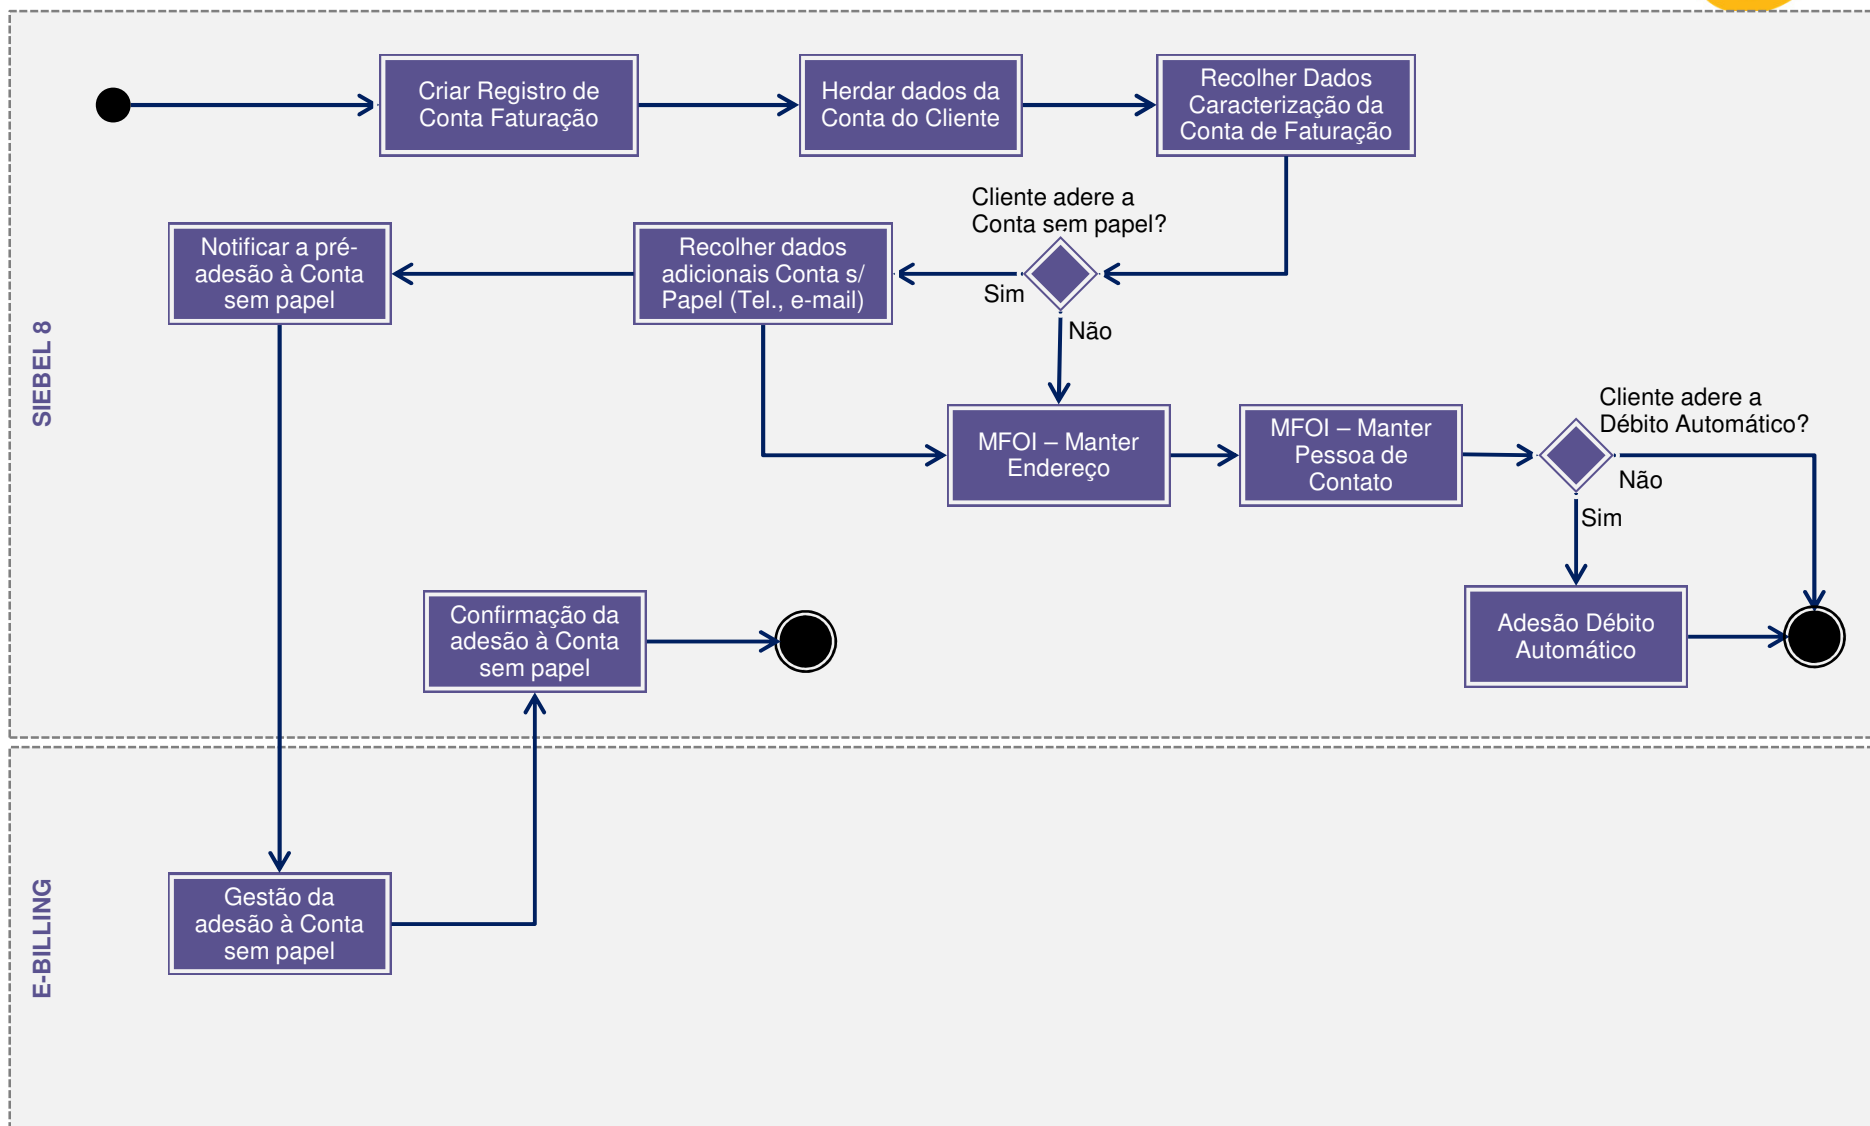 Criar Registro de
Conta Faturação
Herdar dados da
Conta do Cliente
Recolher Dados
Caracterização da
Conta de Faturação
Cliente adere a
Conta sem papel?
Notificar a pré-
adesão à Conta
sem papel
Recolher dados
adicionais Conta s/
Papel (Tel., e-mail)
Sim
Não
SIEBEL 8
MFOI – Manter
Endereço
MFOI – Manter
Pessoa de
Contato
Cliente adere a
Débito Automático?
Não
Sim
Confirmação da
adesão à Conta
sem papel
Adesão Débito
Automático
E-BILLING
Gestão da
adesão à Conta
sem papel